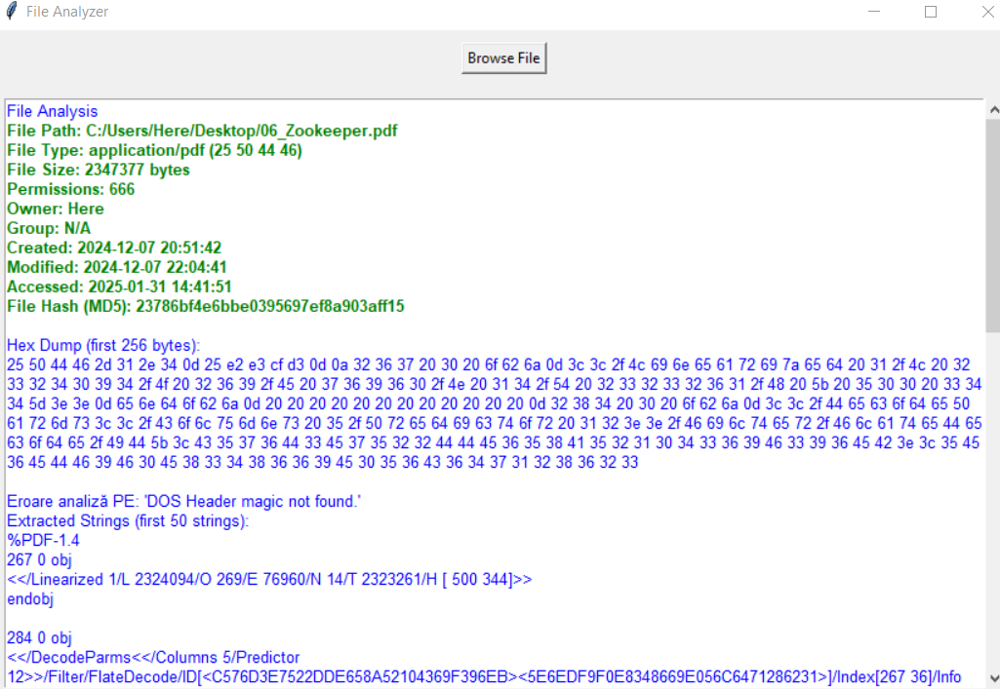 File Analyzer
Browse File
File Analysis
File Path: C:/Users/Here/Desktop/06_Zookeeper.pdf
File Type: application/pdf (25 50 44 46)
File Size: 2347377 bytes
Permissions: 666
Owner: Here
Group: N/A
Created: 2024-12-07 20:51:42
Modified: 2024-12-07 22:04:41
Accessed: 2025-01-31 14:41:51
File Hash (MD5): 23786bf4e6bbe0395697ef8a903aff15
Hex Dump (first 256 bytes):
25 50 44 46 2d 31 2e 34 0d 25 e2 e3 cf d3 0d 0a 32 36 37 20 30 20 6f 62 6a 0d 3c 3c 2f 4c 69 6e 65 61 72 69 7a 65 64 20 31 2f 4c 20 32
33 32 34 30 39 34 2f 4f 20 32 36 39 2f 45 20 37 36 39 36 30 2f 4e 20 31 34 2f 54 20 32 33 32 33 32 36 31 2f 48 20 5b 20 35 30 30 20 33 34
34 5d 3e 3e 0d 65 6e 64 6f 62 6a 0d 20 20 20 20 20 20 20 20 20 20 20 20 20 0d 32 38 34 20 30 20 6f 62 6a 0d 3c 3c 2f 44 65 63 6f 64 65 50
61 72 6d 73 3c 3c 2f 43 6f 6c 75 6d 6e 73 20 35 2f 50 72 65 64 69 63 74 6f 72 20 31 32 3e 3e 2f 46 69 6c 74 65 72 2f 46 6c 61 74 65 44 65
63 6f 64 65 2f 49 44 5b 3c 43 35 37 36 44 33 45 37 35 32 32 44 44 45 36 35 38 41 35 32 31 30 34 33 36 39 46 33 39 36 45 42 3e 3c 35 45
36 45 44 46 39 46 30 45 38 33 34 38 36 36 39 45 30 35 36 43 36 34 37 31 32 38 36 32 33
Eroare analiză PE: 'DOS Header magic not found.'
Extracted Strings (first 50 strings):
%PDF-1.4
267 0 obj
<</Linearized 1/L 2324094/O 269/E 76960/N 14/T 2323261/H [ 500 344]>>
endobj
284 0 obj
<</DecodeParms<</Columns 5/Predictor
12>>/Filter/FlateDecode/ID[<C576D3E7522DDE658A52104369F396EB><5E6EDF9F0E8348669E056C6471286231>]/Index[267 36]/Info